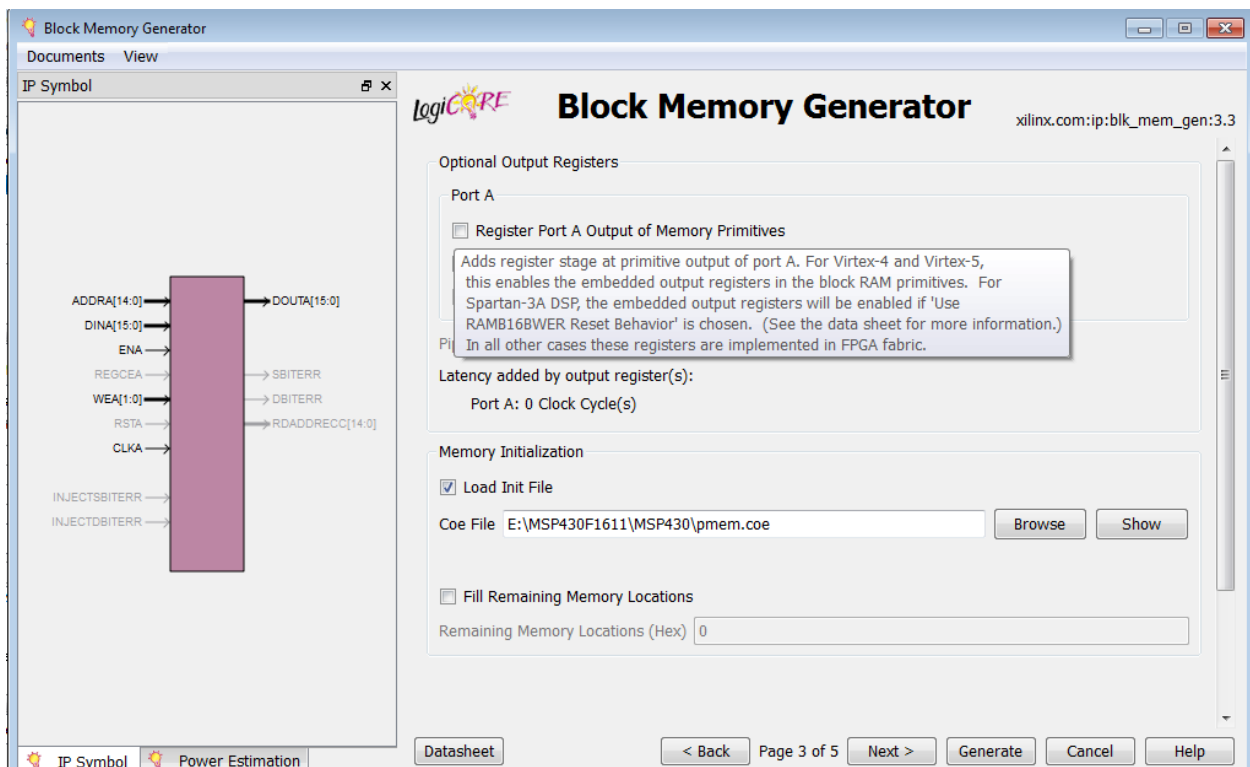 Block Memory Generator
Documents View
IP Symbol
LogiCORE
Block Memory Generator
xilinx.com:ip:blk_mem_gen:3.3
ADDRA[14:0]
DOUTA[15:0]
DINA[15:0]
ENA
REGCEA
SBITERR
WEA[1:0]
DBITERR
RSTA
RDADDRECC[14:0]
CLKA
INJECTSBITERR
INJECTDBITERR
Optional Output Registers
Port A
Register Port A Output of Memory Primitives
Adds register stage at primitive output of port A. For Virtex-4 and Virtex-5,
this enables the embedded output registers in the block RAM primitives. For
Spartan-3A DSP, the embedded output registers will be enabled if 'Use
RAMB16BWER Reset Behavior' is chosen. (See the data sheet for more information.)
In all other cases these registers are implemented in FPGA fabric.
Latency added by output register(s):
Port A: 0 Clock Cycle(s)
Memory Initialization
Load Init File
Coe File E:\MSP430F1611\MSP430\pmem.coe Browse Show
Fill Remaining Memory Locations
Remaining Memory Locations (Hex) 0
IP Symbol Power Estimation
Datasheet < Back Page 3 of 5 Next > Generate Cancel Help